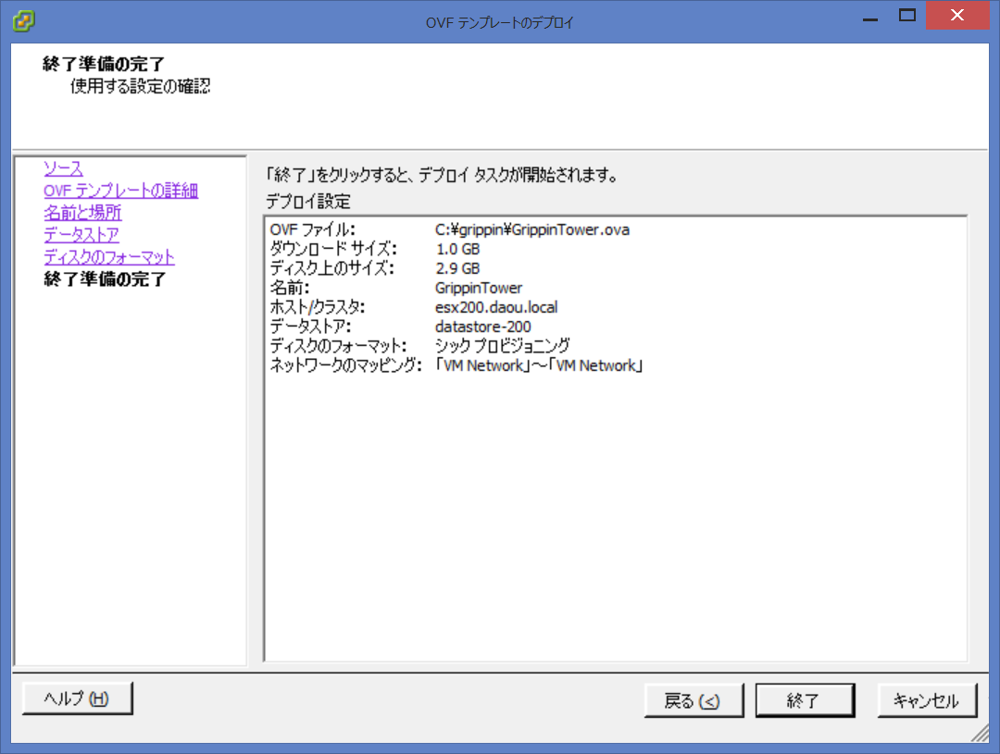 OVF テンプレートのデプロイ
終了準備の完了
使用する設定の確認
ソース
OVF テンプレートの詳細
名前と場所
データストア
ディスクのフォーマット
終了準備の完了
「終了」をクリックすると、デプロイ タスクが開始されます。
デプロイ設定
OVF ファイル: C:¥grippin¥GrippinTower.ova
ダウンロード サイズ: 1.0 GB
ディスク上のサイズ: 2.9 GB
名前: GrippinTower
ホスト/クラスタ: esx200.daou.local
データストア: datastore-200
ディスクのフォーマット: シック プロビジョニング
ネットワークのマッピング: 「VM Network」～「VM Network」
ヘルプ (H) 戻る (<) 終了 キャンセル